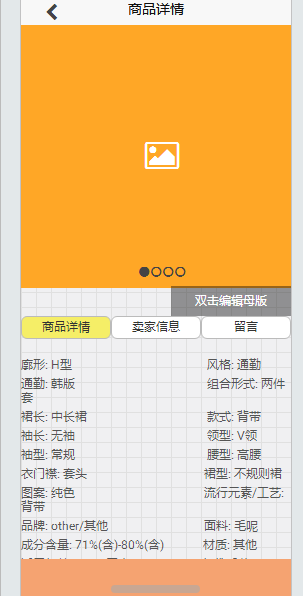 商品详情
双击编辑母版
商品详情 卖家信息 留言
廓形: H型 风格: 通勤
通勤: 韩版 组合形式: 两件
套
裙长: 中长裙 款式: 背带
袖长: 无袖 领型: V领
袖型: 常规 腰型: 高腰
衣门襟: 套头 裙型: 不规则裙
图案: 纯色 流行元素/工艺:
背带
品牌: other/其他 面料: 毛呢
成分含量: 71%(含)-80%(含) 材质: 其他